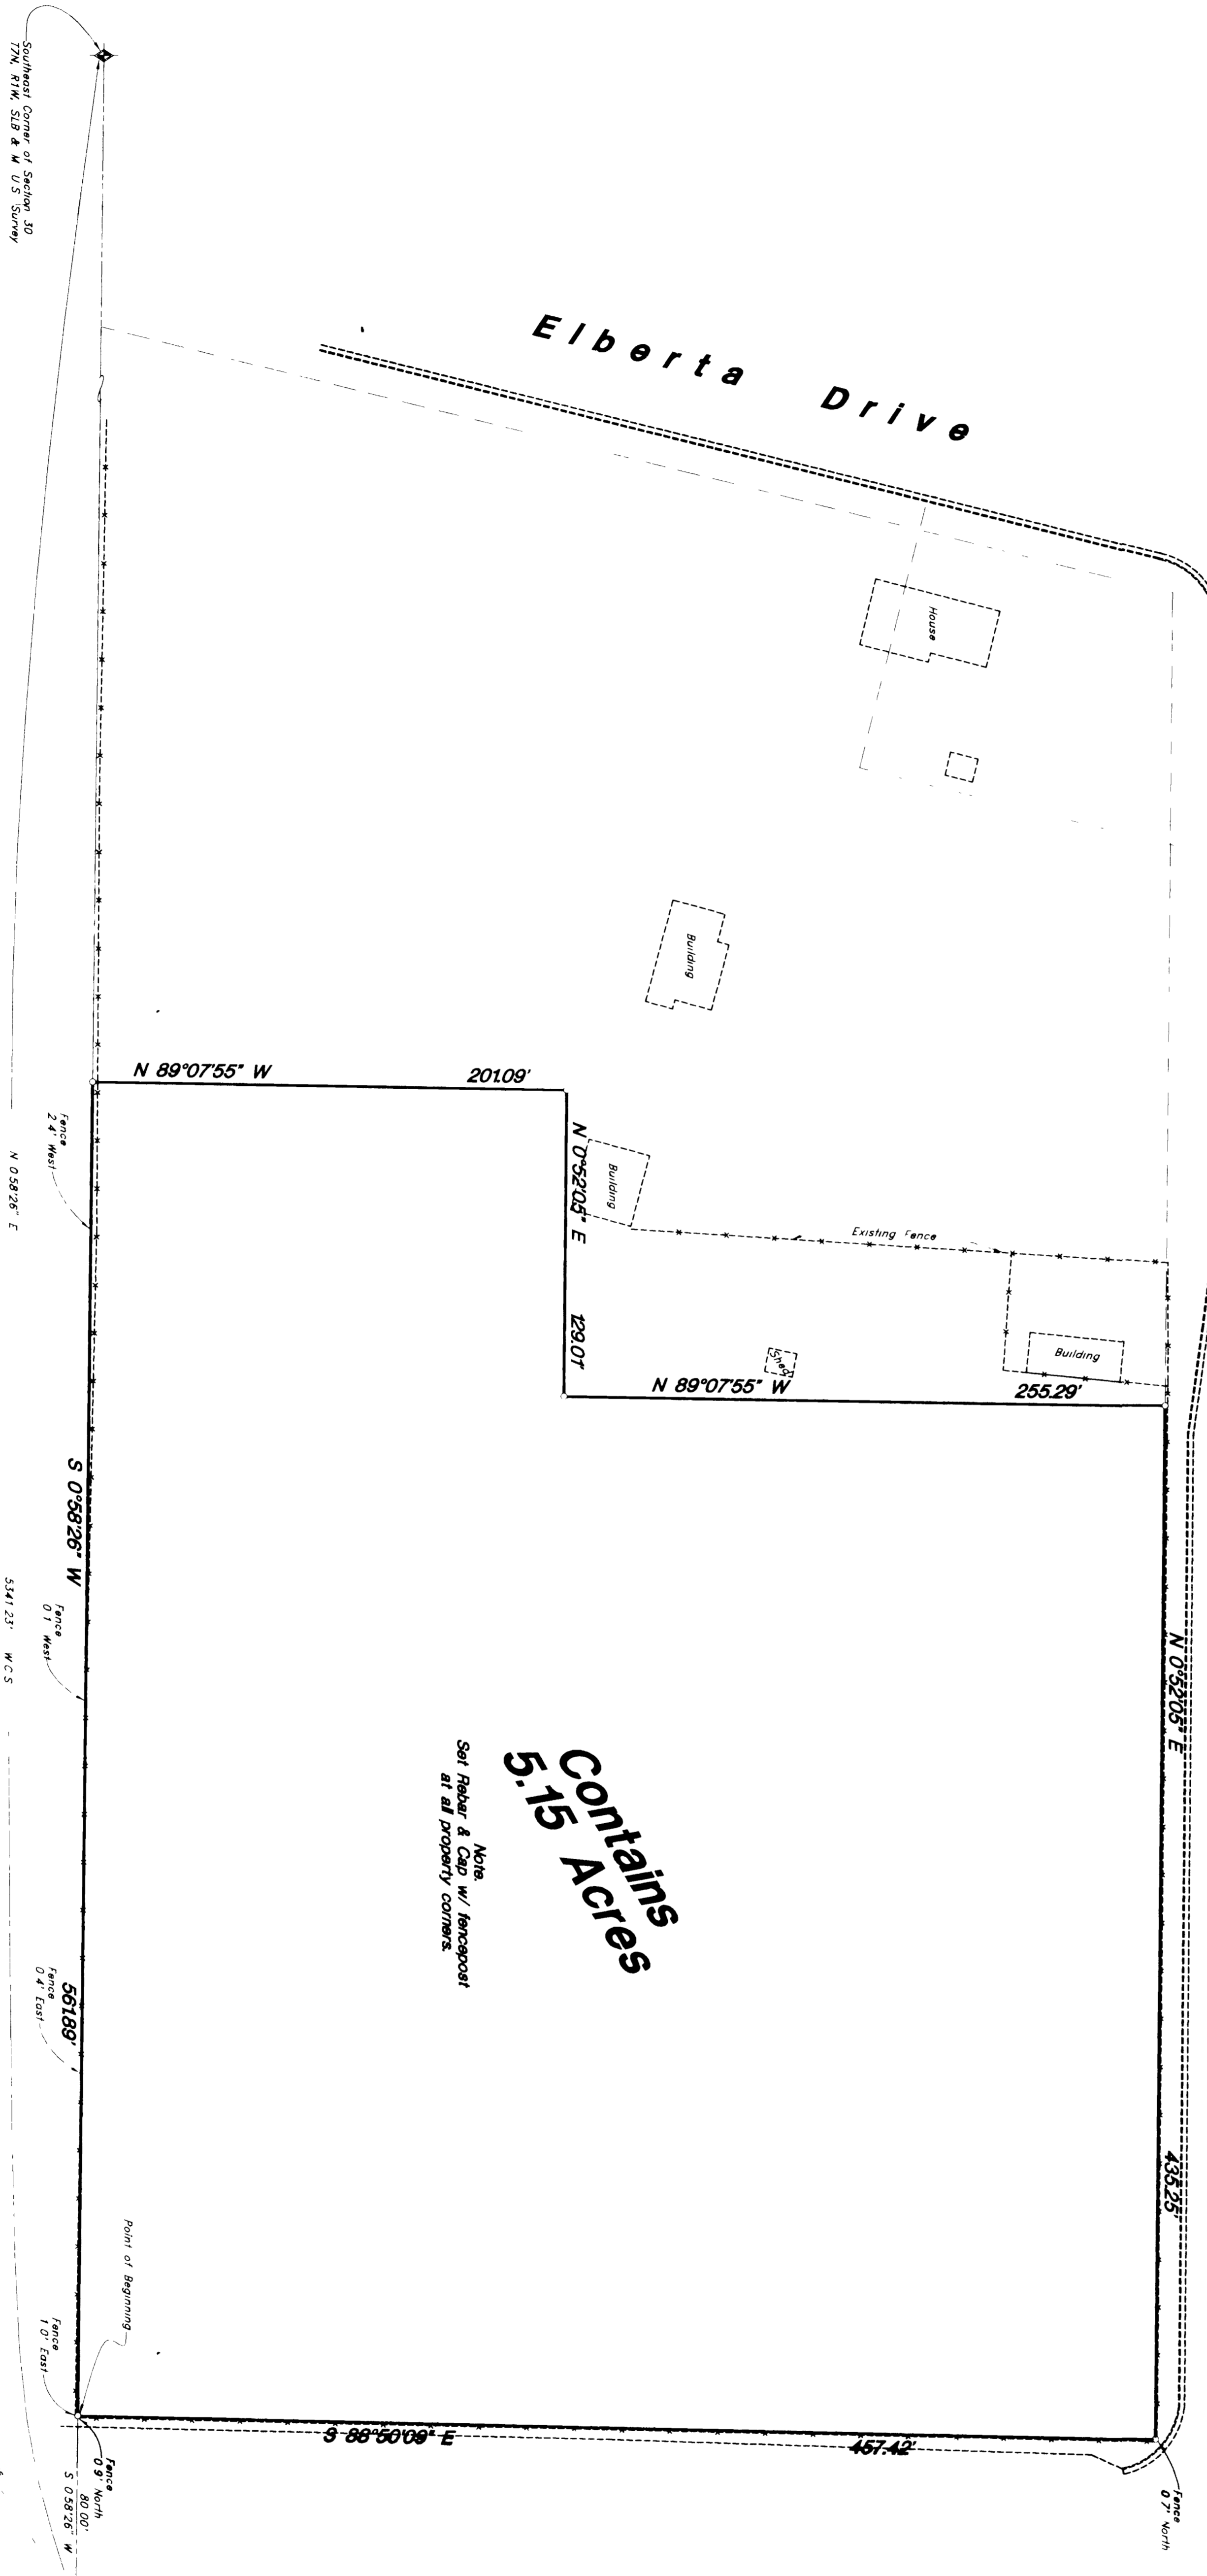 Southeast Corner of Section 30
T7N, R1W, SLB & M U S Survey
Elberta Drive
House
Building
N 89°07'55" W 201.09'
N 0°52'05" E 129.01'
Building
Existing Fence
Building
Shed
N 89°07'55" W 255.29'
Fence
2 4' West
N 0 58'26" E
S 0°58'26" W
Fence
0 1' West
5341 23' W C S
N 0°52'05" E
435.25'
Contains
5.15 Acres
Note.
Set Rebar & Cap w/ fencepost
at all property corners.
561.89'
Fence
0 4' East
Point of Beginning
Fence
1 0' East
S 88°50'09" E 457.42'
Fence
0 9' North
80 00'
S 0 58'26" W
Fence
0 7' North